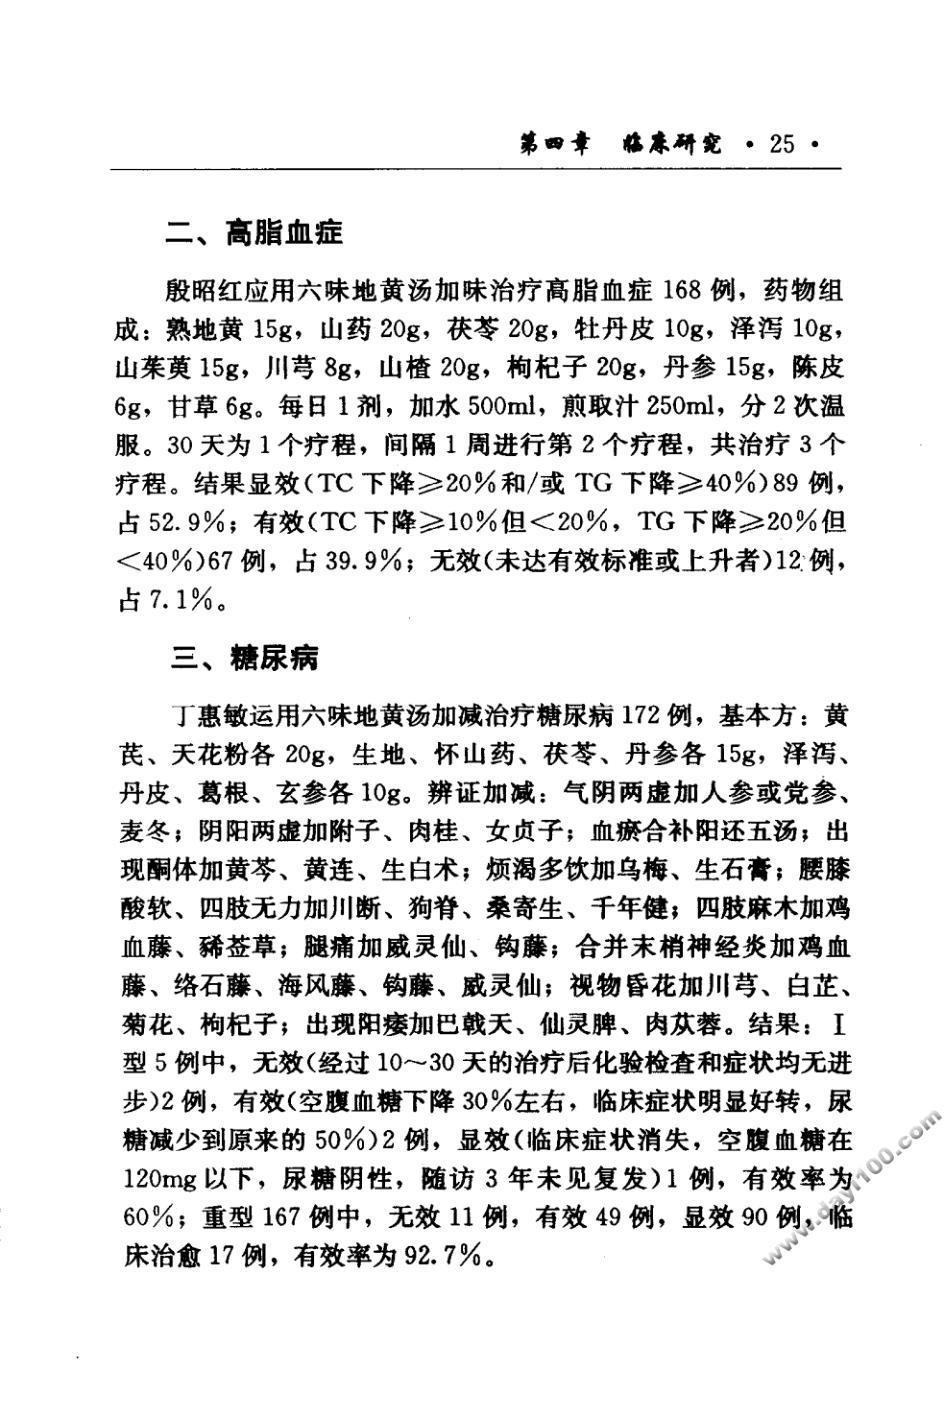 第四章 临床研究 · 25 ·
二、高脂血症
殷昭红应用六味地黄汤加味治疗高脂血症 168 例，药物组
成：熟地黄 15g，山药 20g，茯苓 20g，牡丹皮 10g，泽泻 10g，
山茱萸 15g，川芎 8g，山楂 20g，枸杞子 20g，丹参 15g，陈皮
6g，甘草 6g。每日 1 剂，加水 500ml，煎取汁 250ml，分 2 次温
服。30 天为 1 个疗程，间隔 1 周进行第 2 个疗程，共治疗 3 个
疗程。结果显效(TC 下降≥20%和/或 TG 下降≥40%)89 例，
占 52.9%；有效(TC 下降≥10%但<20%，TG 下降≥20%但
<40%)67 例，占 39.9%；无效(未达有效标准或上升者)12 例，
占 7.1%。
三、糖尿病
丁惠敏运用六味地黄汤加减治疗糖尿病 172 例，基本方：黄
芪、天花粉各 20g，生地、怀山药、茯苓、丹参各 15g，泽泻、
丹皮、葛根、玄参各 10g。辨证加减：气阴两虚加人参或党参、
麦冬；阴阳两虚加附子、肉桂、女贞子；血瘀合补阳还五汤；出
现酮体加黄芩、黄连、生白术；烦渴多饮加乌梅、生石膏；腰膝
酸软、四肢无力加川断、狗脊、桑寄生、千年健；四肢麻木加鸡
血藤、豨莶草；腿痛加威灵仙、钩藤；合并末梢神经炎加鸡血
藤、络石藤、海风藤、钩藤、威灵仙；视物昏花加川芎、白芷、
菊花、枸杞子；出现阳痿加巴戟天、仙灵脾、肉苁蓉。结果：Ⅰ
型 5 例中，无效(经过 10～30 天的治疗后化验检查和症状均无进
步)2 例，有效(空腹血糖下降 30%左右，临床症状明显好转，尿
糖减少到原来的 50%)2 例，显效(临床症状消失，空腹血糖在
120mg 以下，尿糖阴性，随访 3 年未见复发)1 例，有效率为
60%；重型 167 例中，无效 11 例，有效 49 例，显效 90 例，临
床治愈 17 例，有效率为 92.7%。
www.day100.com